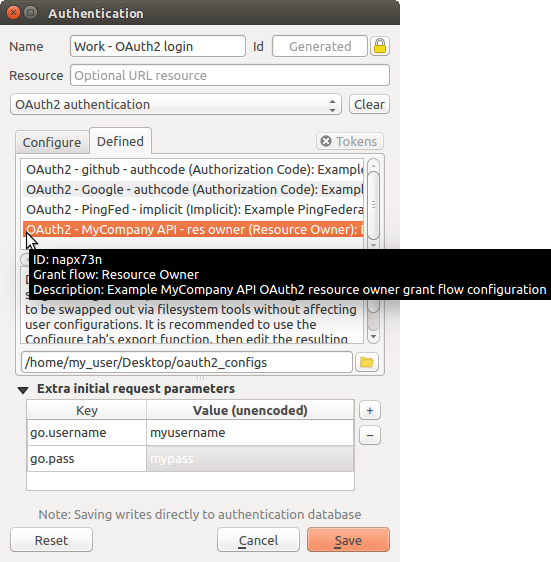 Authentication
Name Work - OAuth2 login Id Generated
Resource Optional URL resource
OAuth2 authentication Clear
Configure Defined Tokens
OAuth2 - github - authcode (Authorization Code): Example
OAuth2 - Google - authcode (Authorization Code): Exampl
OAuth2 - PingFed - implicit (Implicit): Example PingFedera
OAuth2 - MyCompany API - res owner (Resource Owner): E
ID: napx73n
Grant flow: Resource Owner
Description: Example MyCompany API OAuth2 resource owner grant flow configuration
to be swapped out via filesystem tools without affecting
user configurations. It is recommended to use the
Configure tab's export function, then edit the resulting
/home/my_user/Desktop/oauth2_configs
Extra initial request parameters
Key Value (unencoded)
go.username myusername
go.pass mypass
Note: Saving writes directly to authentication database
Reset Cancel Save